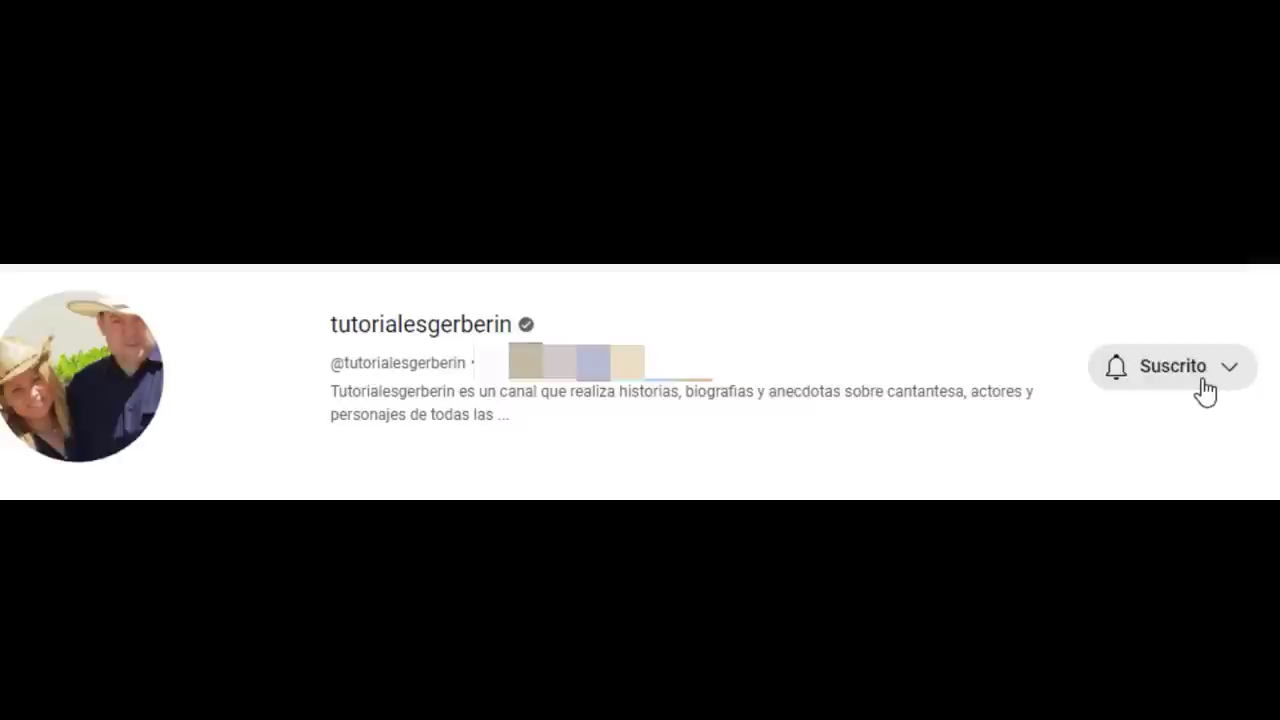 tutorialesgerberin
@tutorialesgerberin •
Tutorialesgerberin es un canal que realiza historias, biografias y anecdotas sobre cantantesa, actores y
personajes de todas las ...
Suscrito